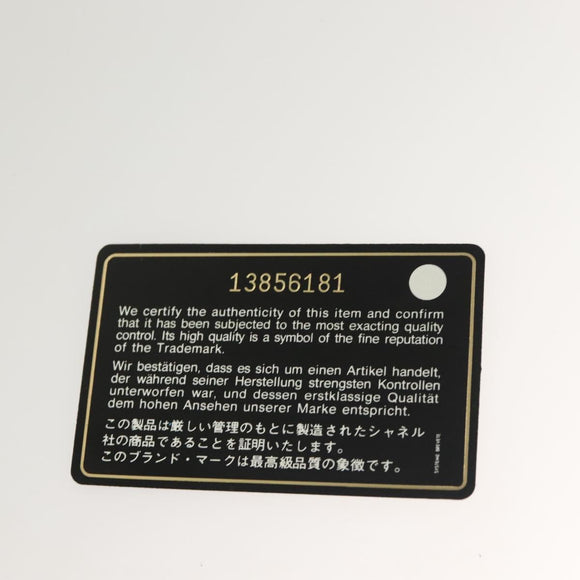 13856181
We certify the authenticity of this item and confirm
that it has been subjected to the most exacting quality
control. Its high quality is a symbol of the fine reputation
of the Trademark.
Wir bestätigen, dass es sich um einen Artikel handelt,
der während seiner Herstellung strengsten Kontrollen
unterworfen war, und dessen erstklassige Qualität
dem hohen Ansehen unserer Marke entspricht.
この製品は厳しい管理のもとに製造されたシャネル
社の商品であることを証明いたします。
このブランド・マークは最高級品質の象徴です。